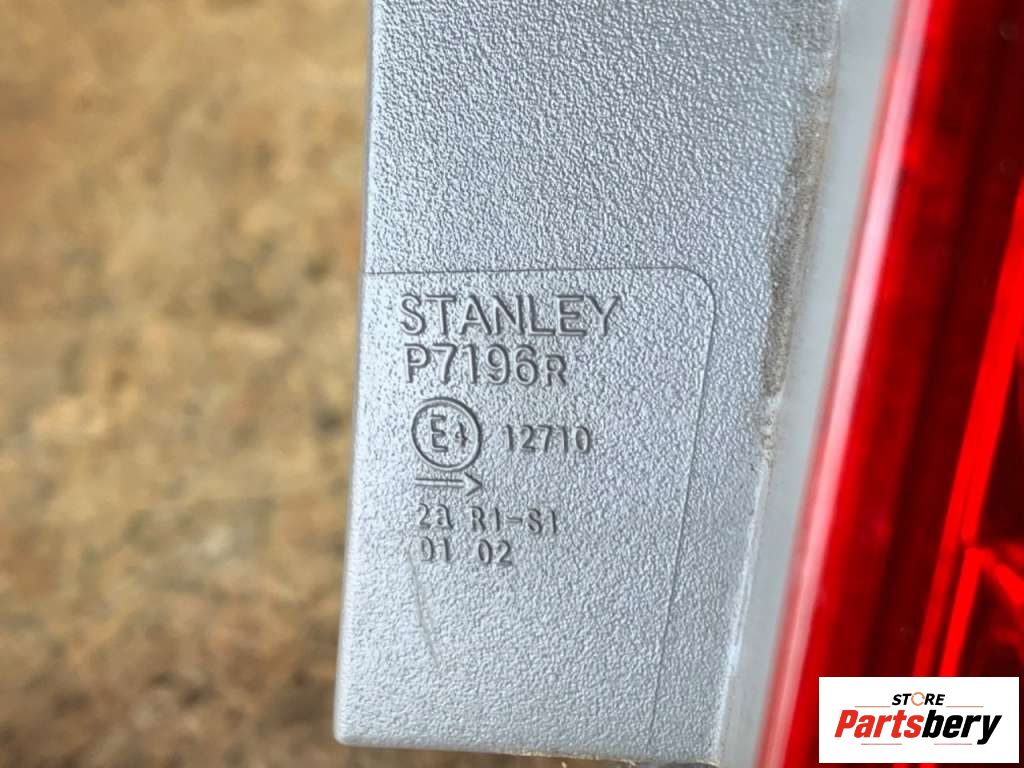 STANLEY
P7196R
E4 12710
→
2a R1-S1
01 02
STORE
Partsbery